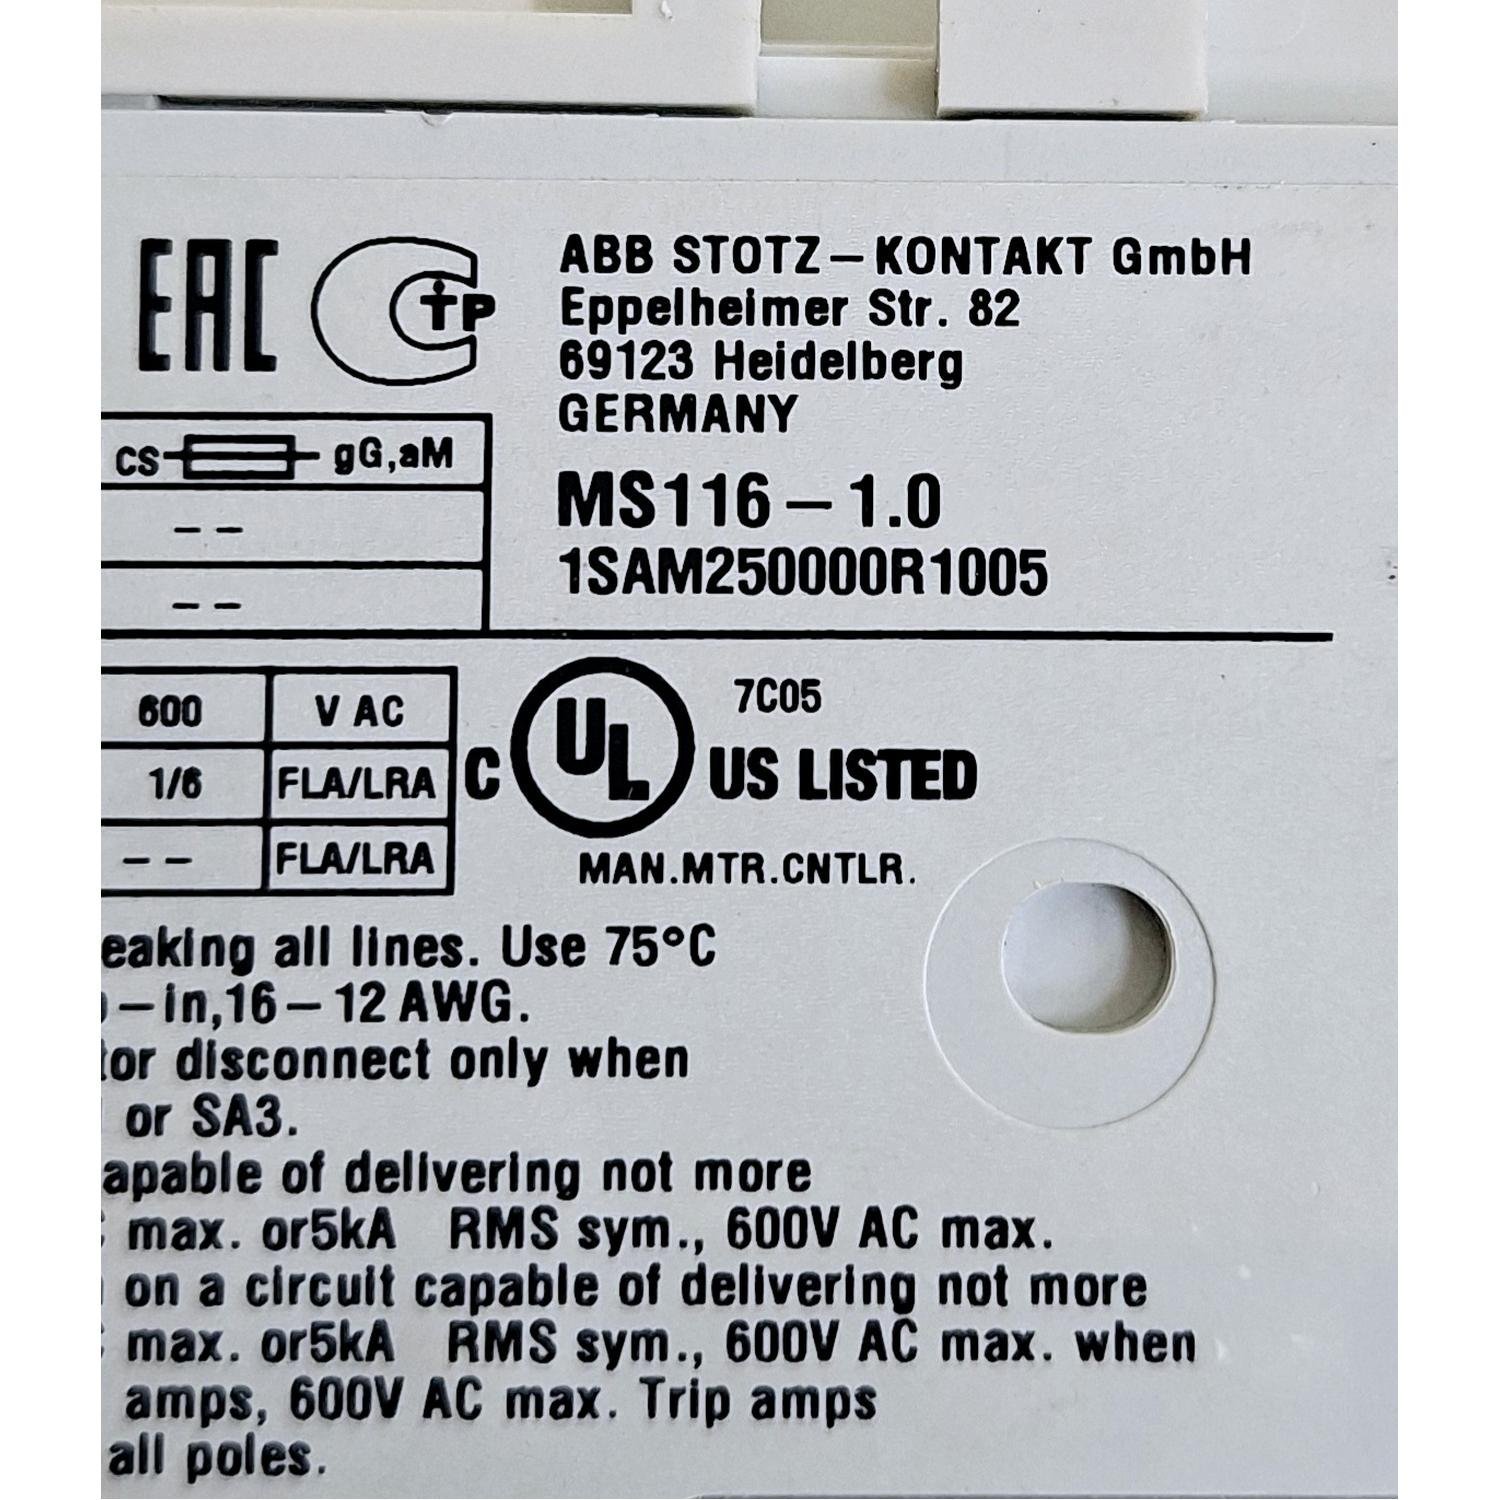 EAC
CTP
ABB STOTZ–KONTAKT GmbH
Eppelheimer Str. 82
69123 Heidelberg
GERMANY
CS gG,aM
– –
– –
MS116–1.0
1SAM250000R1005
600 V AC
1/6 FLA/LRA
– – FLA/LRA
C UL US LISTED
7C05
MAN.MTR.CNTLR.
eaking all lines. Use 75°C
–in,16–12 AWG.
tor disconnect only when
or SA3.
apable of delivering not more
max. or5kA RMS sym., 600V AC max.
on a circuit capable of delivering not more
max. or5kA RMS sym., 600V AC max. when
amps, 600V AC max. Trip amps
all poles.